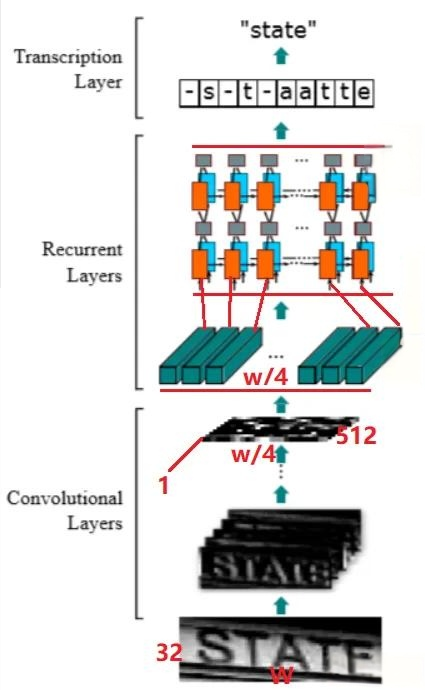 "state"
Transcription
Layer
-s-t-aatte
...
Recurrent
Layers
...
w/4
512
w/4
1
Convolutional
Layers
STATE
32
STATE
W